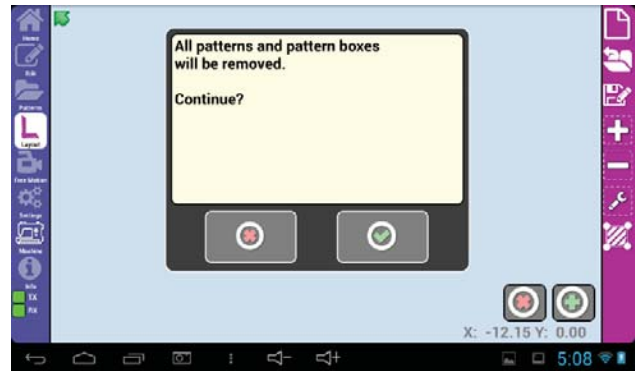 Home
Edit
Patterns
Layout
Free Motion
Settings
Machine
Info
TX
RX
All patterns and pattern boxes
will be removed.
Continue?
X: -12.15 Y: 0.00
5:08